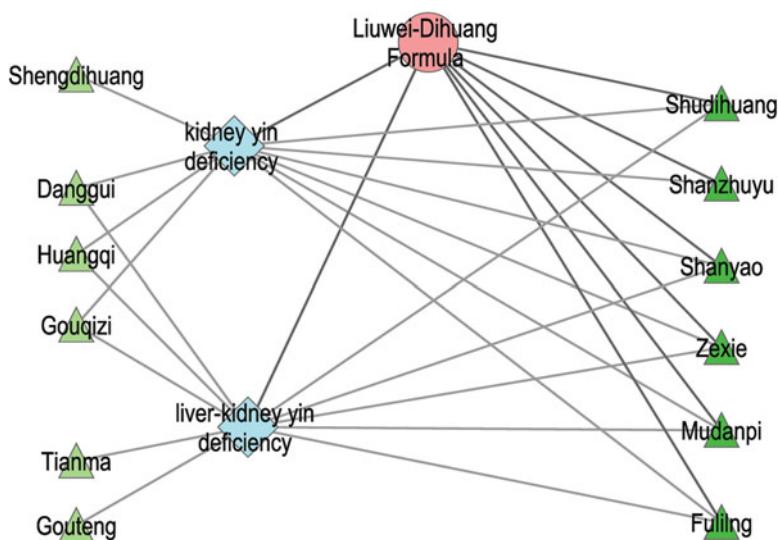 Liuwei-Dihuang
Formula
Shengdihuang
kidney yin
deficiency
Danggui
Huangqi
Gouqizi
liver-kidney yin
deficiency
Tianma
Gouteng
Shudihuang
Shanzhuyu
Shanyao
Zexie
Mudanpi
Fulilng